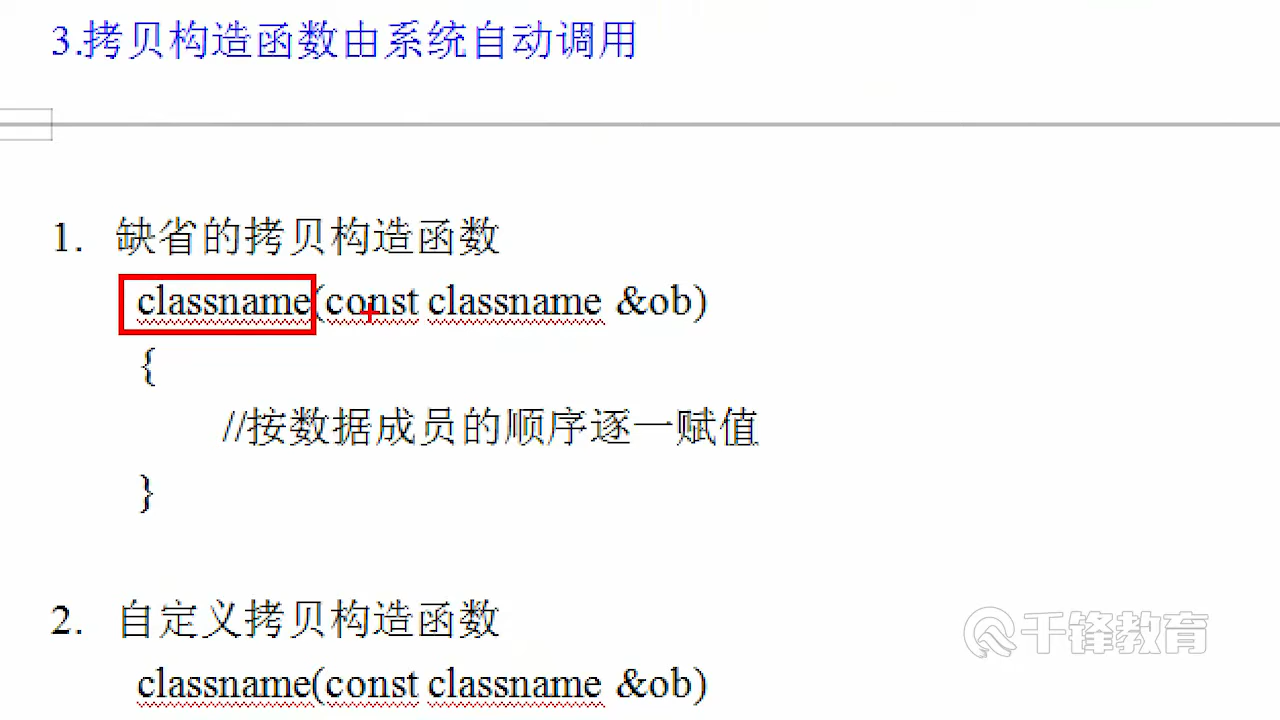 3.拷贝构造函数由系统自动调用
1. 缺省的拷贝构造函数
classname(const classname &ob)
{
//按数据成员的顺序逐一赋值
}
2. 自定义拷贝构造函数
classname(const classname &ob)
千锋教育